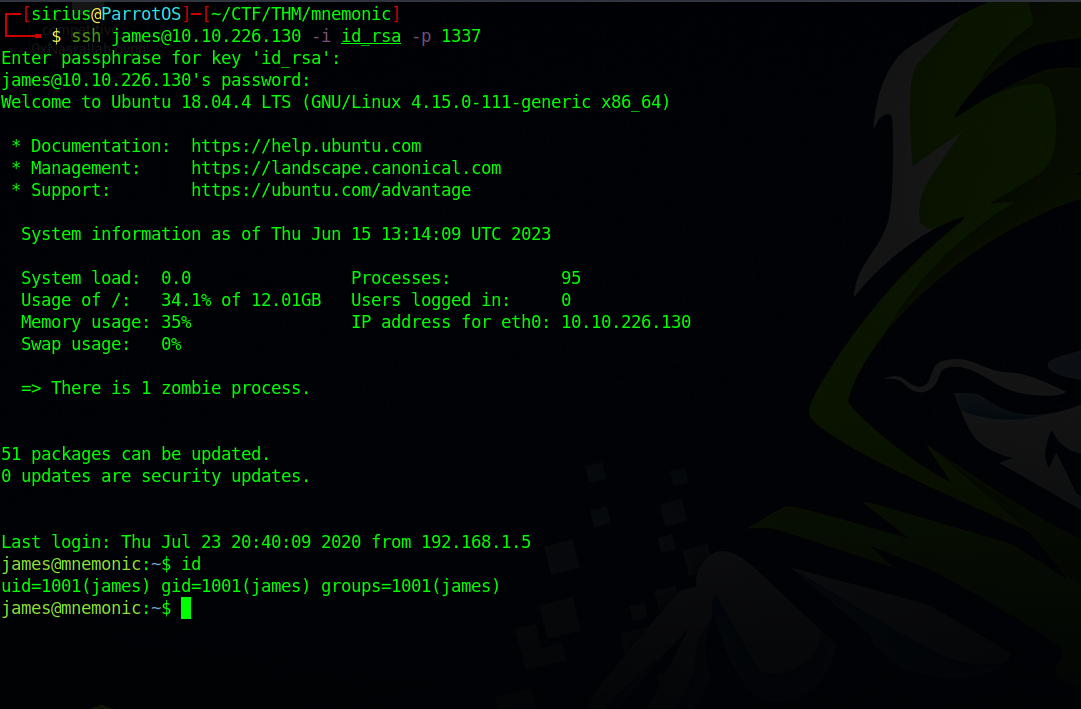 ┌─[sirius@ParrotOS]─[~/CTF/THM/mnemonic]
└──╼ $ ssh james@10.10.226.130 -i id_rsa -p 1337
Enter passphrase for key 'id_rsa':
james@10.10.226.130's password:
Welcome to Ubuntu 18.04.4 LTS (GNU/Linux 4.15.0-111-generic x86_64)

 * Documentation:  https://help.ubuntu.com
 * Management:     https://landscape.canonical.com
 * Support:        https://ubuntu.com/advantage

  System information as of Thu Jun 15 13:14:09 UTC 2023

  System load:  0.0                Processes:           95
  Usage of /:   34.1% of 12.01GB   Users logged in:     0
  Memory usage: 35%                IP address for eth0: 10.10.226.130
  Swap usage:   0%

  => There is 1 zombie process.

51 packages can be updated.
0 updates are security updates.

Last login: Thu Jul 23 20:40:09 2020 from 192.168.1.5
james@mnemonic:~$ id
uid=1001(james) gid=1001(james) groups=1001(james)
james@mnemonic:~$